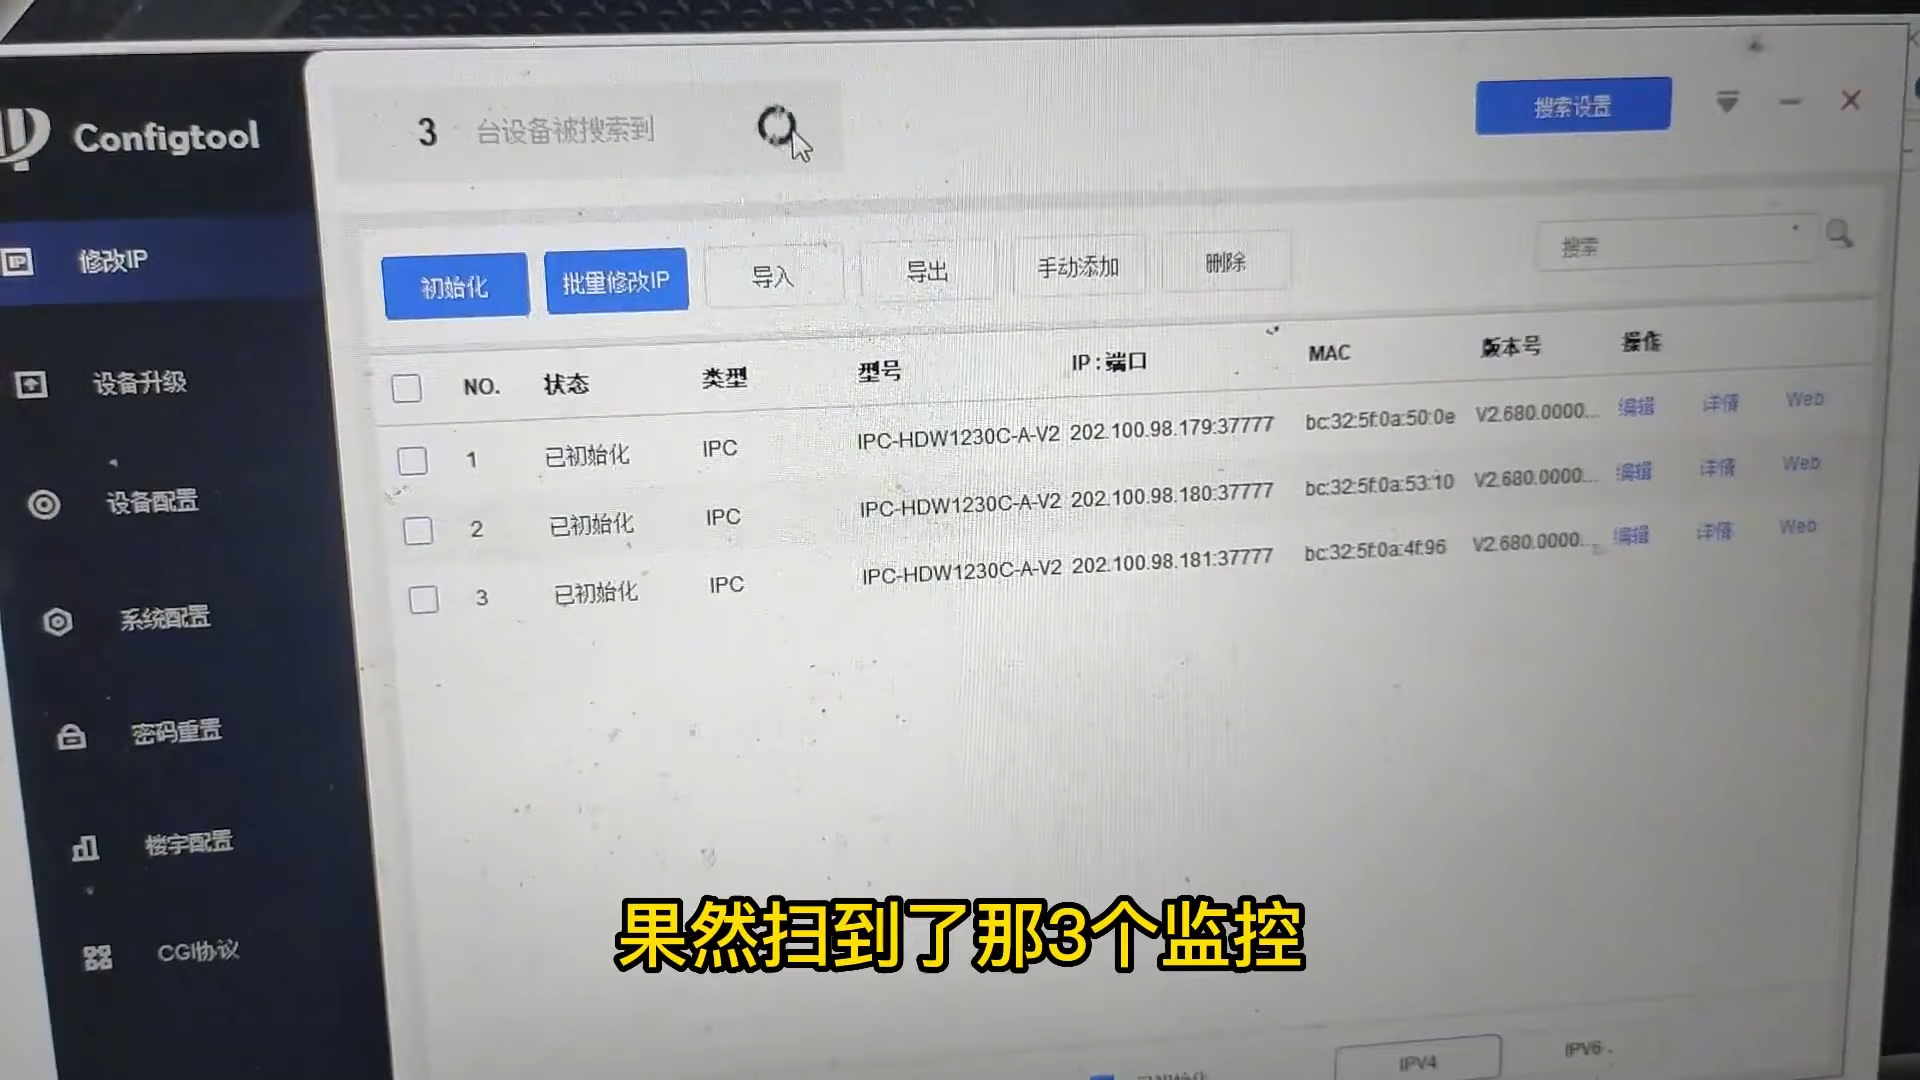 Configtool
3 台设备被搜索到
搜索设置
修改IP
设备升级
设备配置
系统配置
密码重置
楼宇配置
CGI协议
初始化 批量修改IP 导入 导出 手动添加 删除 搜索
NO. 状态 类型 型号 IP:端口 MAC 版本号 操作
1 已初始化 IPC IPC-HDW1230C-A-V2 202.100.98.179:37777 bc:32:5f:0a:50:0e V2.680.0000... 编辑 详情 Web
2 已初始化 IPC IPC-HDW1230C-A-V2 202.100.98.180:37777 bc:32:5f:0a:53:10 V2.680.0000... 编辑 详情 Web
3 已初始化 IPC IPC-HDW1230C-A-V2 202.100.98.181:37777 bc:32:5f:0a:4f:96 V2.680.0000... 编辑 详情 Web
果然扫到了那3个监控
IPV4 IPV6